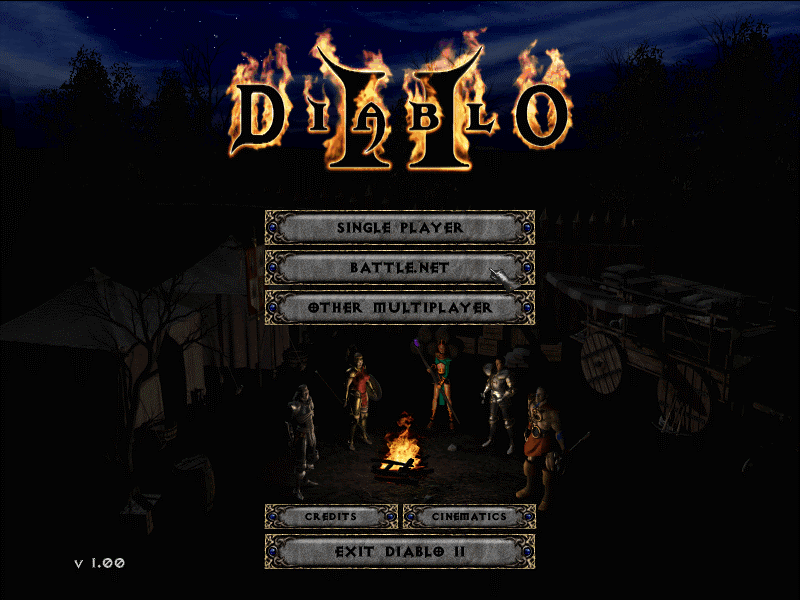 DIABLO II
SINGLE PLAYER
BATTLE.NET
OTHER MULTIPLAYER
CREDITS
CINEMATICS
EXIT DIABLO II
v 1.00